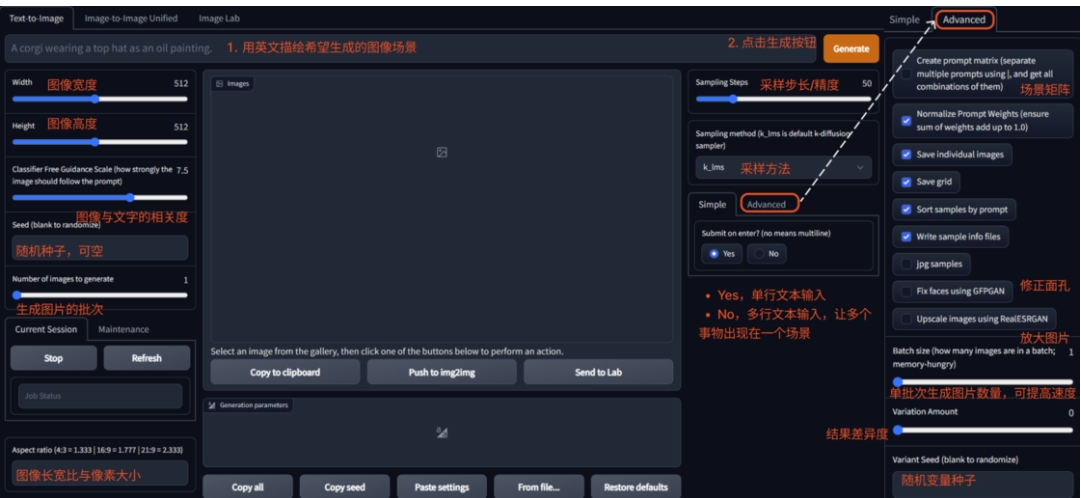 Text-to-Image
Image-to-Image Unified
Image Lab
A corgi wearing a top hat as an oil painting.
1. 用英文描绘希望生成的图像场景
2. 点击生成按钮
Generate
Width
图像宽度
512
Height
图像高度
512
Classifier Free Guidance Scale (how strongly the
image should follow the prompt)
7.5
图像与文字的相关度
Seed (blank to randomize)
随机种子，可空
Number of images to generate
1
生成图片的批次
Current Session
Maintenance
Stop
Refresh
Job Status
Aspect ratio (4:3 = 1.333 | 16:9 = 1.777 | 21:9 = 2.333)
图像长宽比与像素大小
Images
Select an image from the gallery, then click one of the buttons below to perform an action.
Copy to clipboard
Push to img2img
Send to Lab
Generation parameters
Copy all
Copy seed
Paste settings
From file...
Restore defaults
Sampling Steps
采样步长/精度
50
Sampling method (k_lms is default k-diffusion
sampler)
k_lms
采样方法
Simple
Advanced
Submit on enter? (no means multiline)
Yes
No
• Yes，单行文本输入
• No，多行文本输入，让多个
事物出现在一个场景
Simple
Advanced
Create prompt matrix (separate
multiple prompts using |, and get all
combinations of them)
场景矩阵
Normalize Prompt Weights (ensure
sum of weights add up to 1.0)
Save individual images
Save grid
Sort samples by prompt
Write sample info files
jpg samples
Fix faces using GFPGAN
修正面孔
Upscale images using RealESRGAN
放大图片
Batch size (how many images are in a batch;
memory-hungry)
1
单批次生成图片数量，可提高速度
Variation Amount
0
结果差异度
Variant Seed (blank to randomize)
随机变量种子